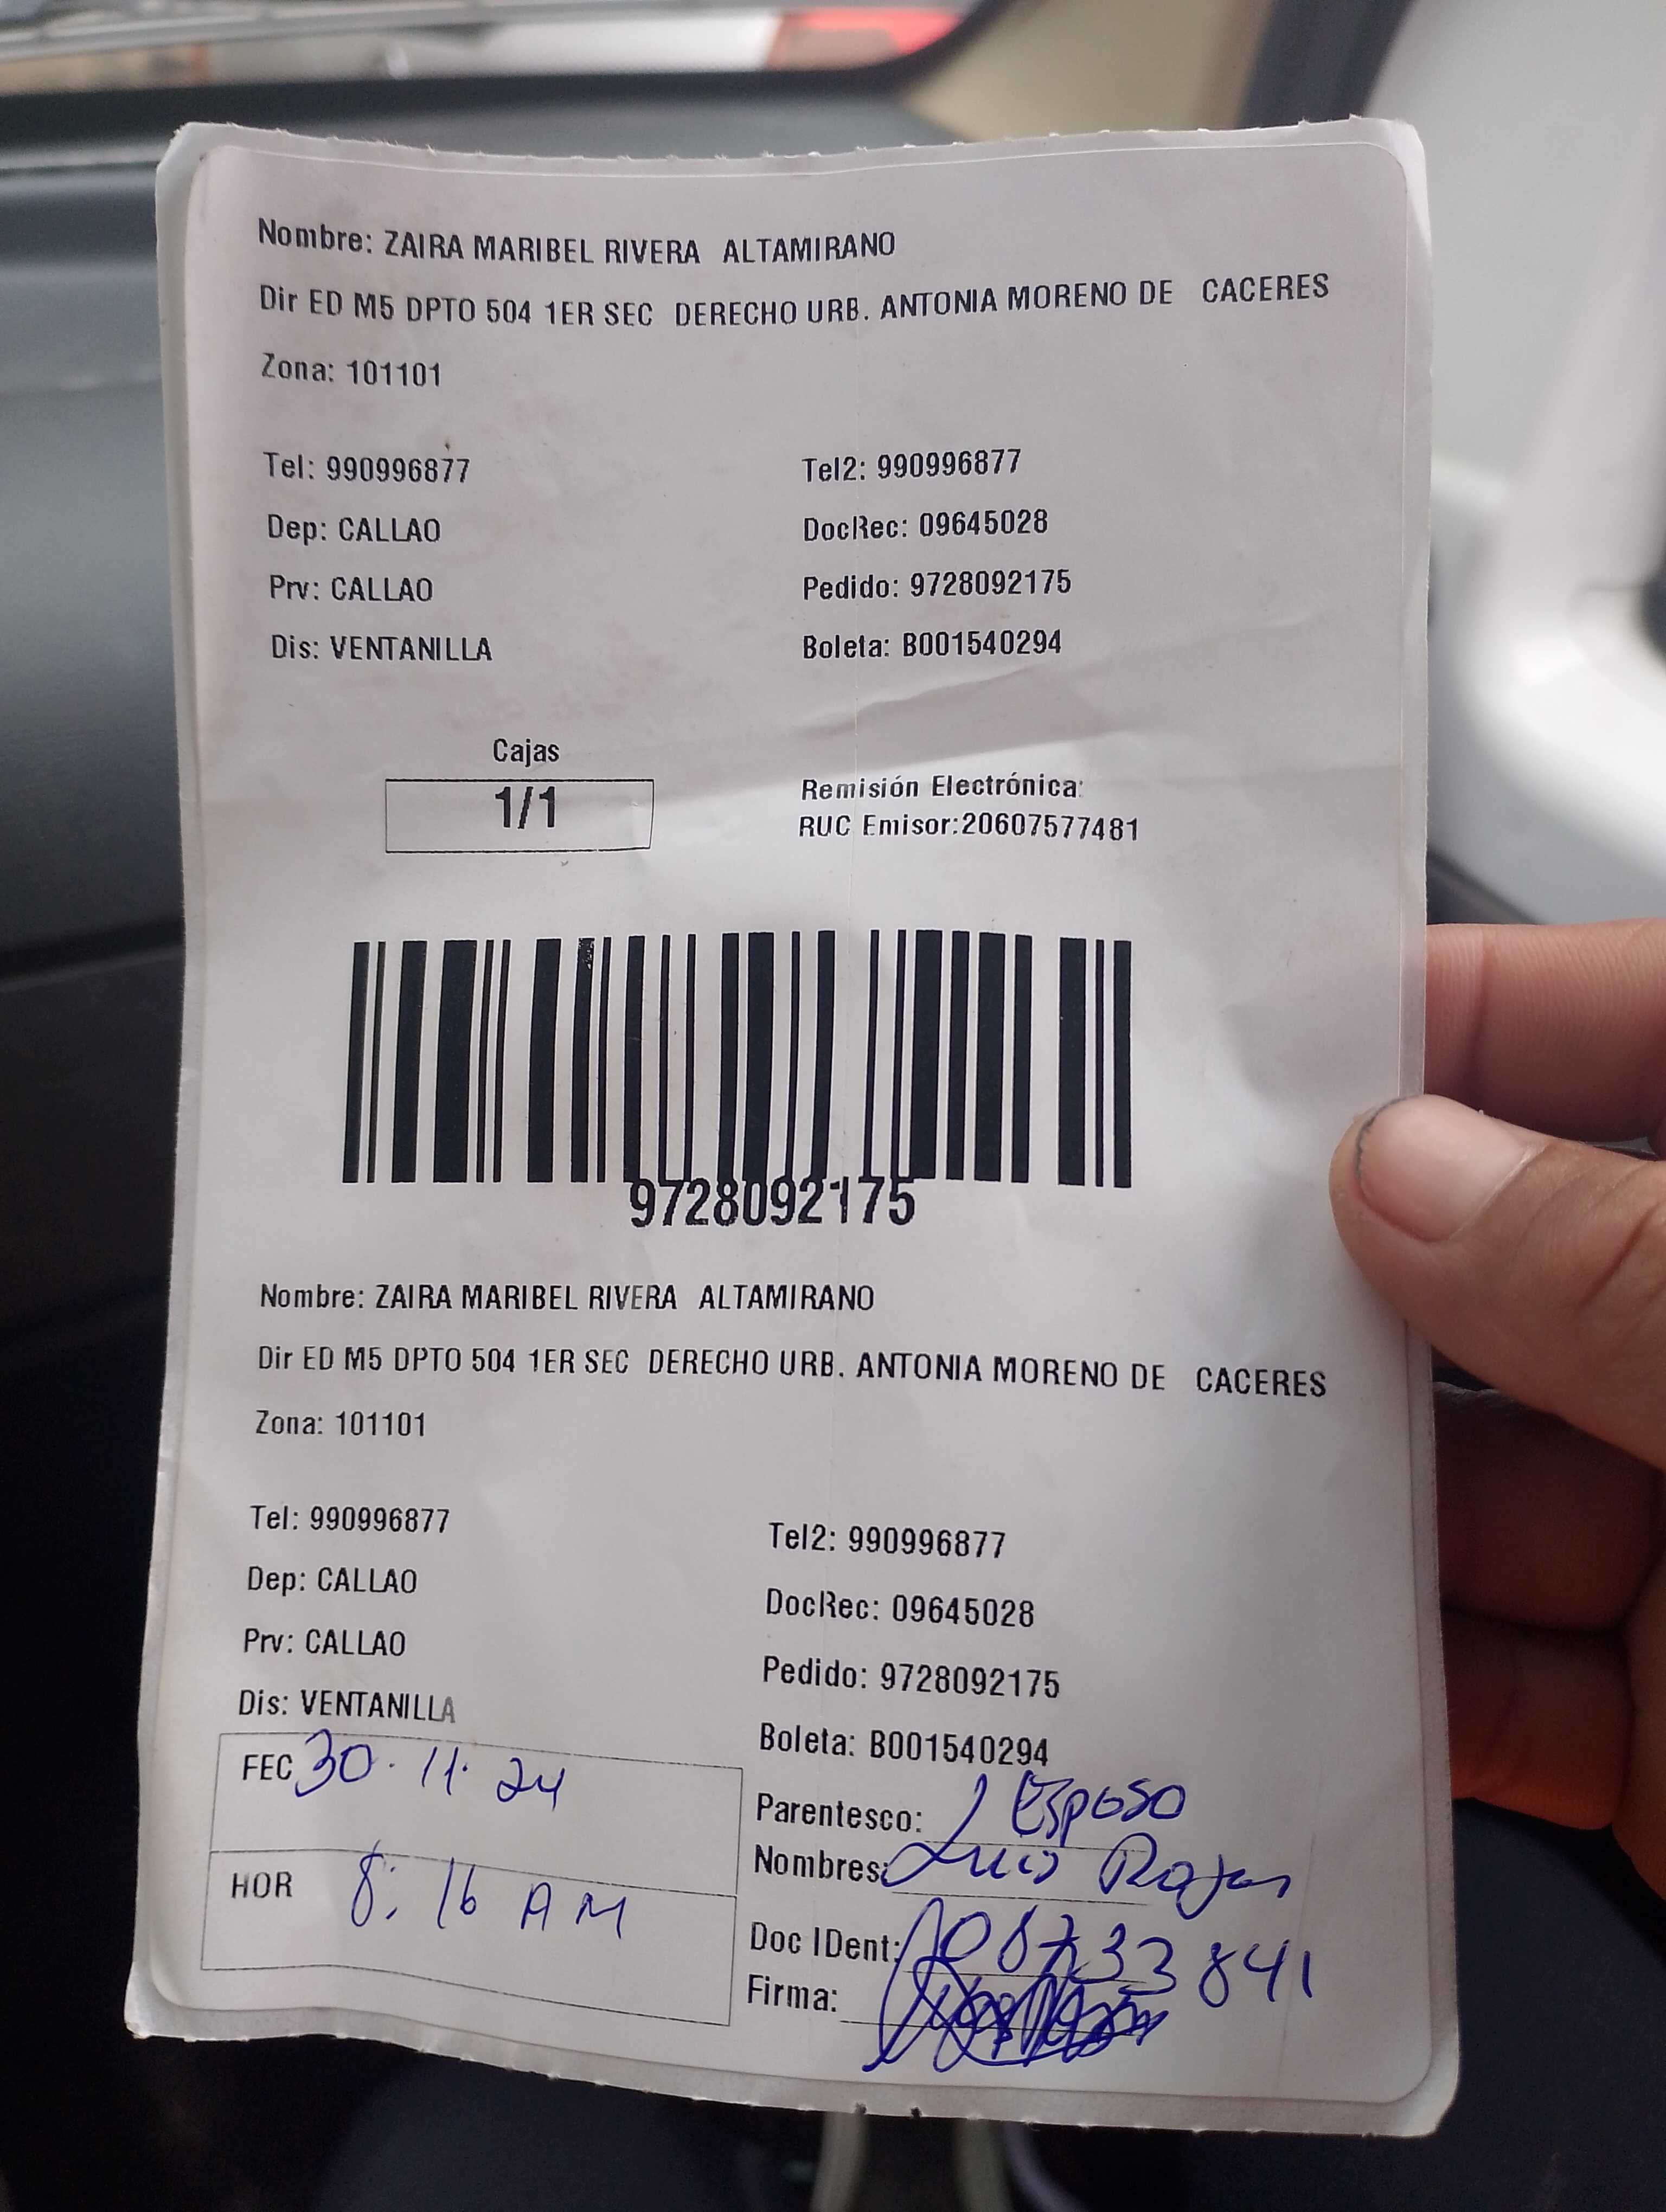 Nombre: ZAIRA MARIBEL RIVERA ALTAMIRANO
Dir ED M5 DPTO 504 1ER SEC DERECHO URB. ANTONIA MORENO DE CACERES
Zona: 101101
Tel: 990996877 Tel2: 990996877
Dep: CALLAO DocRec: 09645028
Prv: CALLAO Pedido: 9728092175
Dis: VENTANILLA Boleta: B001540294
Cajas
1/1
Remisión Electrónica:
RUC Emisor:20607577481
9728092175
Nombre: ZAIRA MARIBEL RIVERA ALTAMIRANO
Dir ED M5 DPTO 504 1ER SEC DERECHO URB. ANTONIA MORENO DE CACERES
Zona: 101101
Tel: 990996877 Tel2: 990996877
Dep: CALLAO DocRec: 09645028
Prv: CALLAO Pedido: 9728092175
Dis: VENTANILLA Boleta: B001540294
FEC 30.11.24
HOR 8:16 AM
Parentesco: Esposo
Nombres: Luis Rojas
Doc IDent:
Firma: